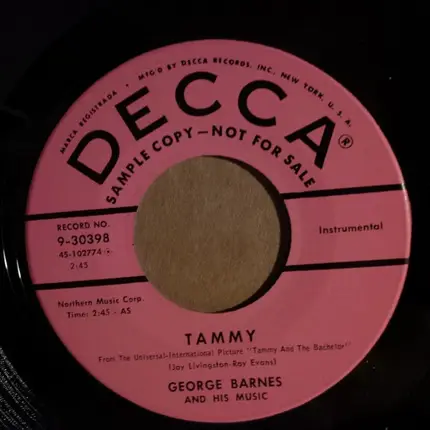 MARCA REGISTRADA • MFG'D BY DECCA RECORDS, INC., NEW YORK, U.S.A.
DECCA®
SAMPLE COPY—NOT FOR SALE
RECORD NO.
9-30398
45-102774
2:45
Instrumental
Northern Music Corp.
Time: 2:45 - AS
TAMMY
From The Universal-International Picture "Tammy And The Bachelor"
(Jay Livingston-Ray Evans)
GEORGE BARNES
AND HIS MUSIC